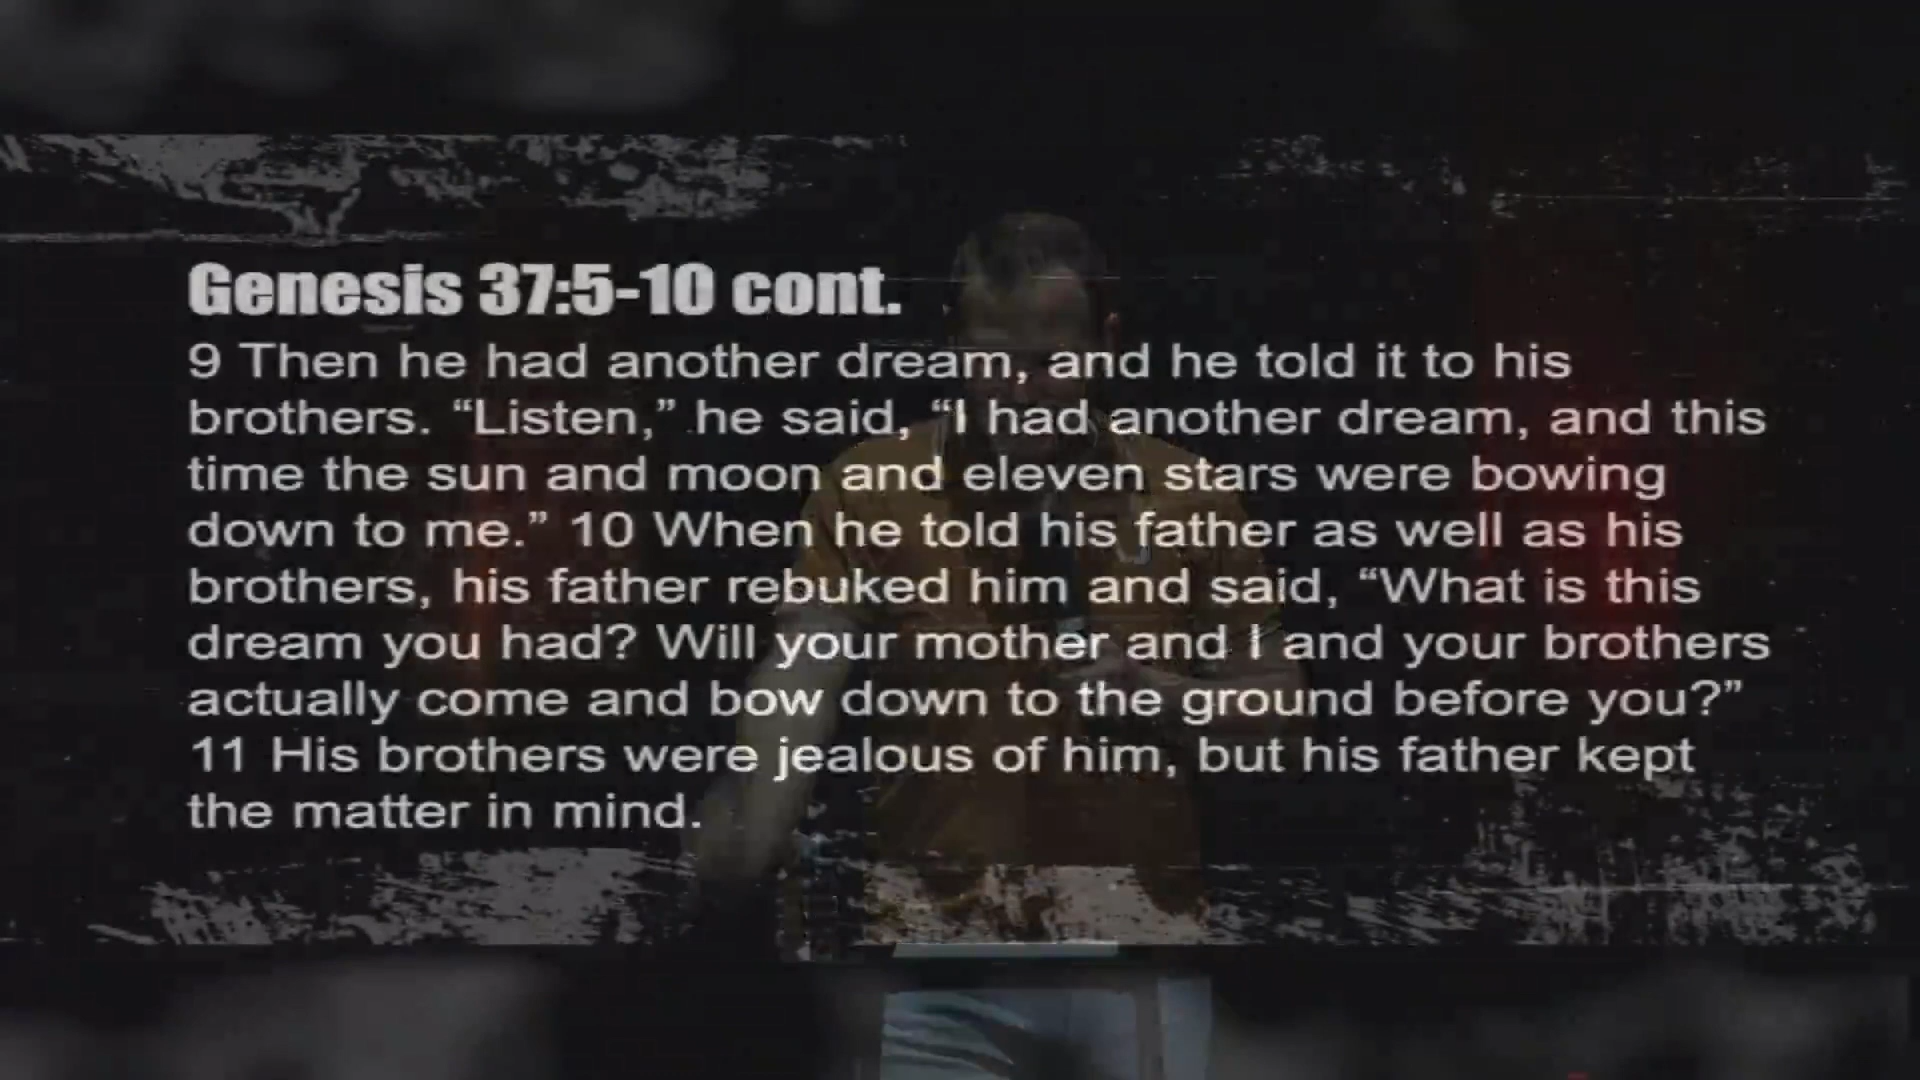 Genesis 37:5-10 cont.
9 Then he had another dream, and he told it to his
brothers. “Listen,” he said, “I had another dream, and this
time the sun and moon and eleven stars were bowing
down to me.” 10 When he told his father as well as his
brothers, his father rebuked him and said, “What is this
dream you had? Will your mother and I and your brothers
actually come and bow down to the ground before you?”
11 His brothers were jealous of him, but his father kept
the matter in mind.